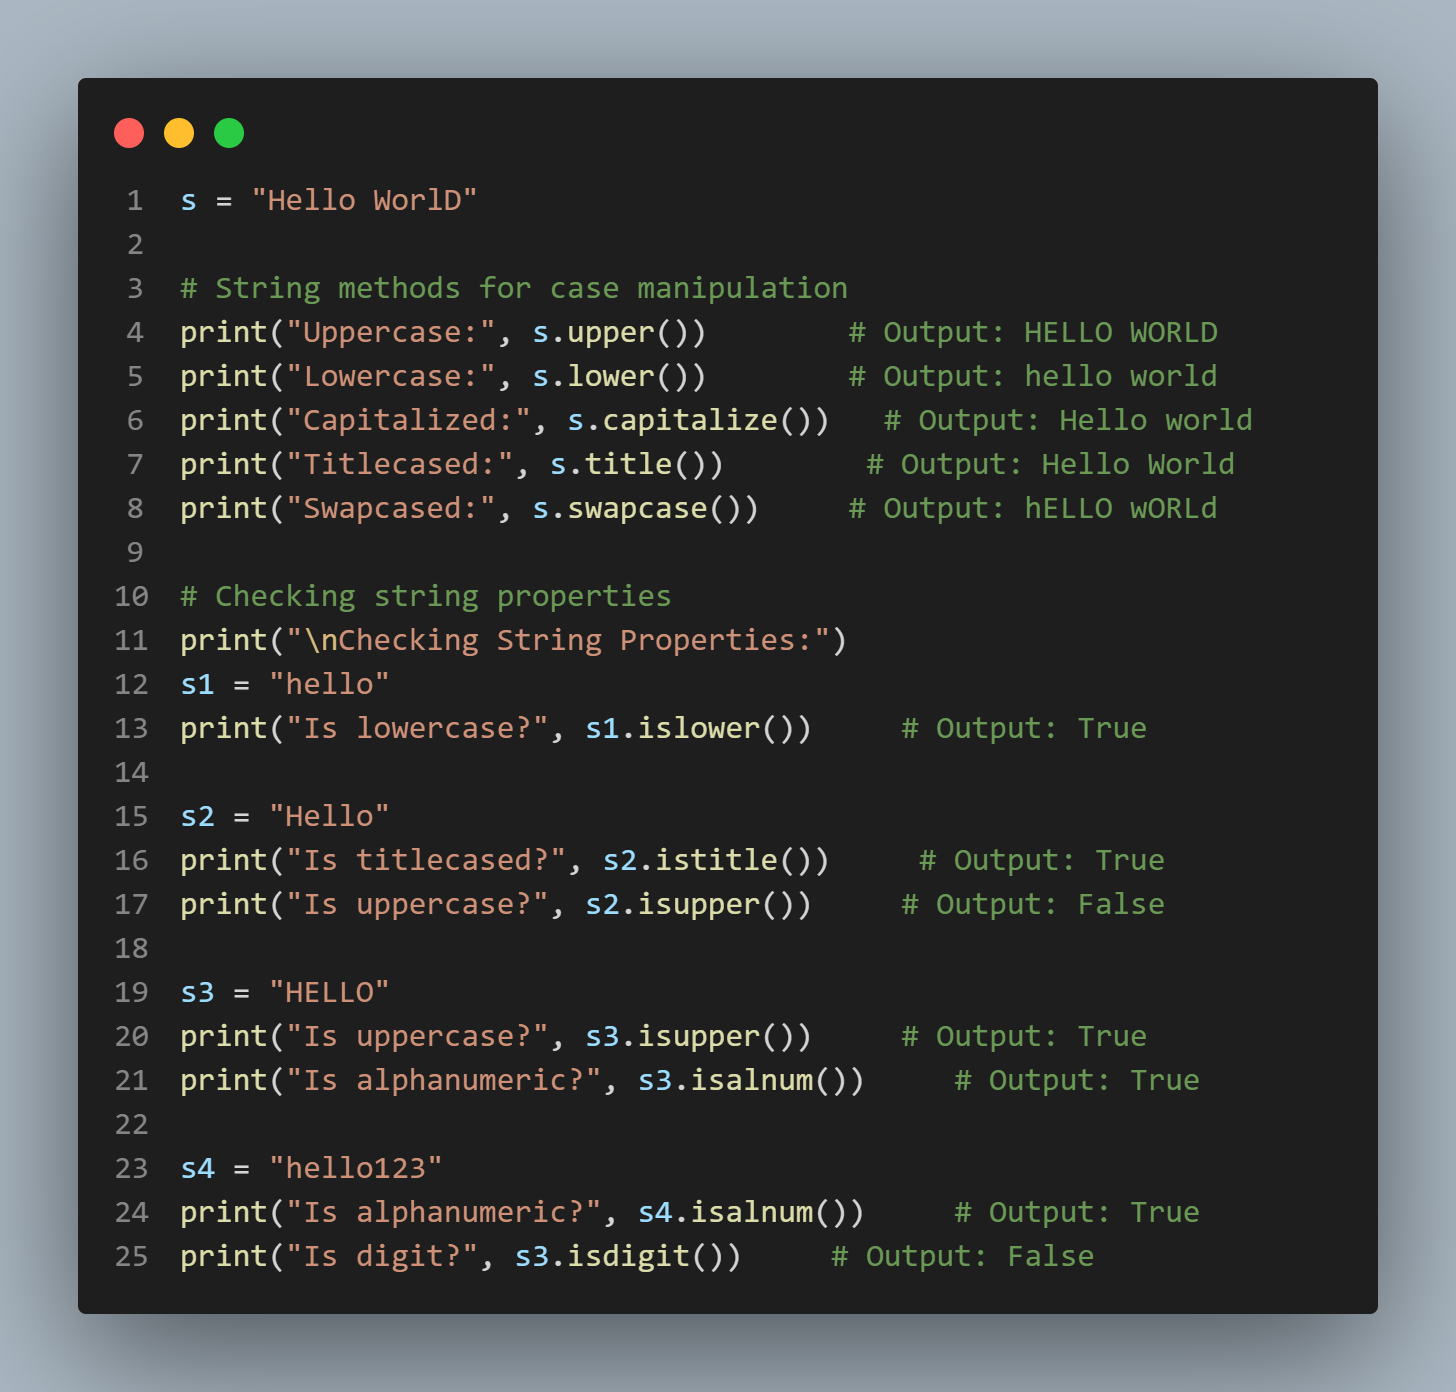 1 s = "Hello WorlD"
2
3 # String methods for case manipulation
4 print("Uppercase:", s.upper())        # Output: HELLO WORLD
5 print("Lowercase:", s.lower())        # Output: hello world
6 print("Capitalized:", s.capitalize())   # Output: Hello world
7 print("Titlecased:", s.title())        # Output: Hello World
8 print("Swapcased:", s.swapcase())     # Output: hELLO wORLd
9
10 # Checking string properties
11 print("\nChecking String Properties:")
12 s1 = "hello"
13 print("Is lowercase?", s1.islower())     # Output: True
14
15 s2 = "Hello"
16 print("Is titlecased?", s2.istitle())     # Output: True
17 print("Is uppercase?", s2.isupper())     # Output: False
18
19 s3 = "HELLO"
20 print("Is uppercase?", s3.isupper())     # Output: True
21 print("Is alphanumeric?", s3.isalnum())     # Output: True
22
23 s4 = "hello123"
24 print("Is alphanumeric?", s4.isalnum())     # Output: True
25 print("Is digit?", s3.isdigit())     # Output: False